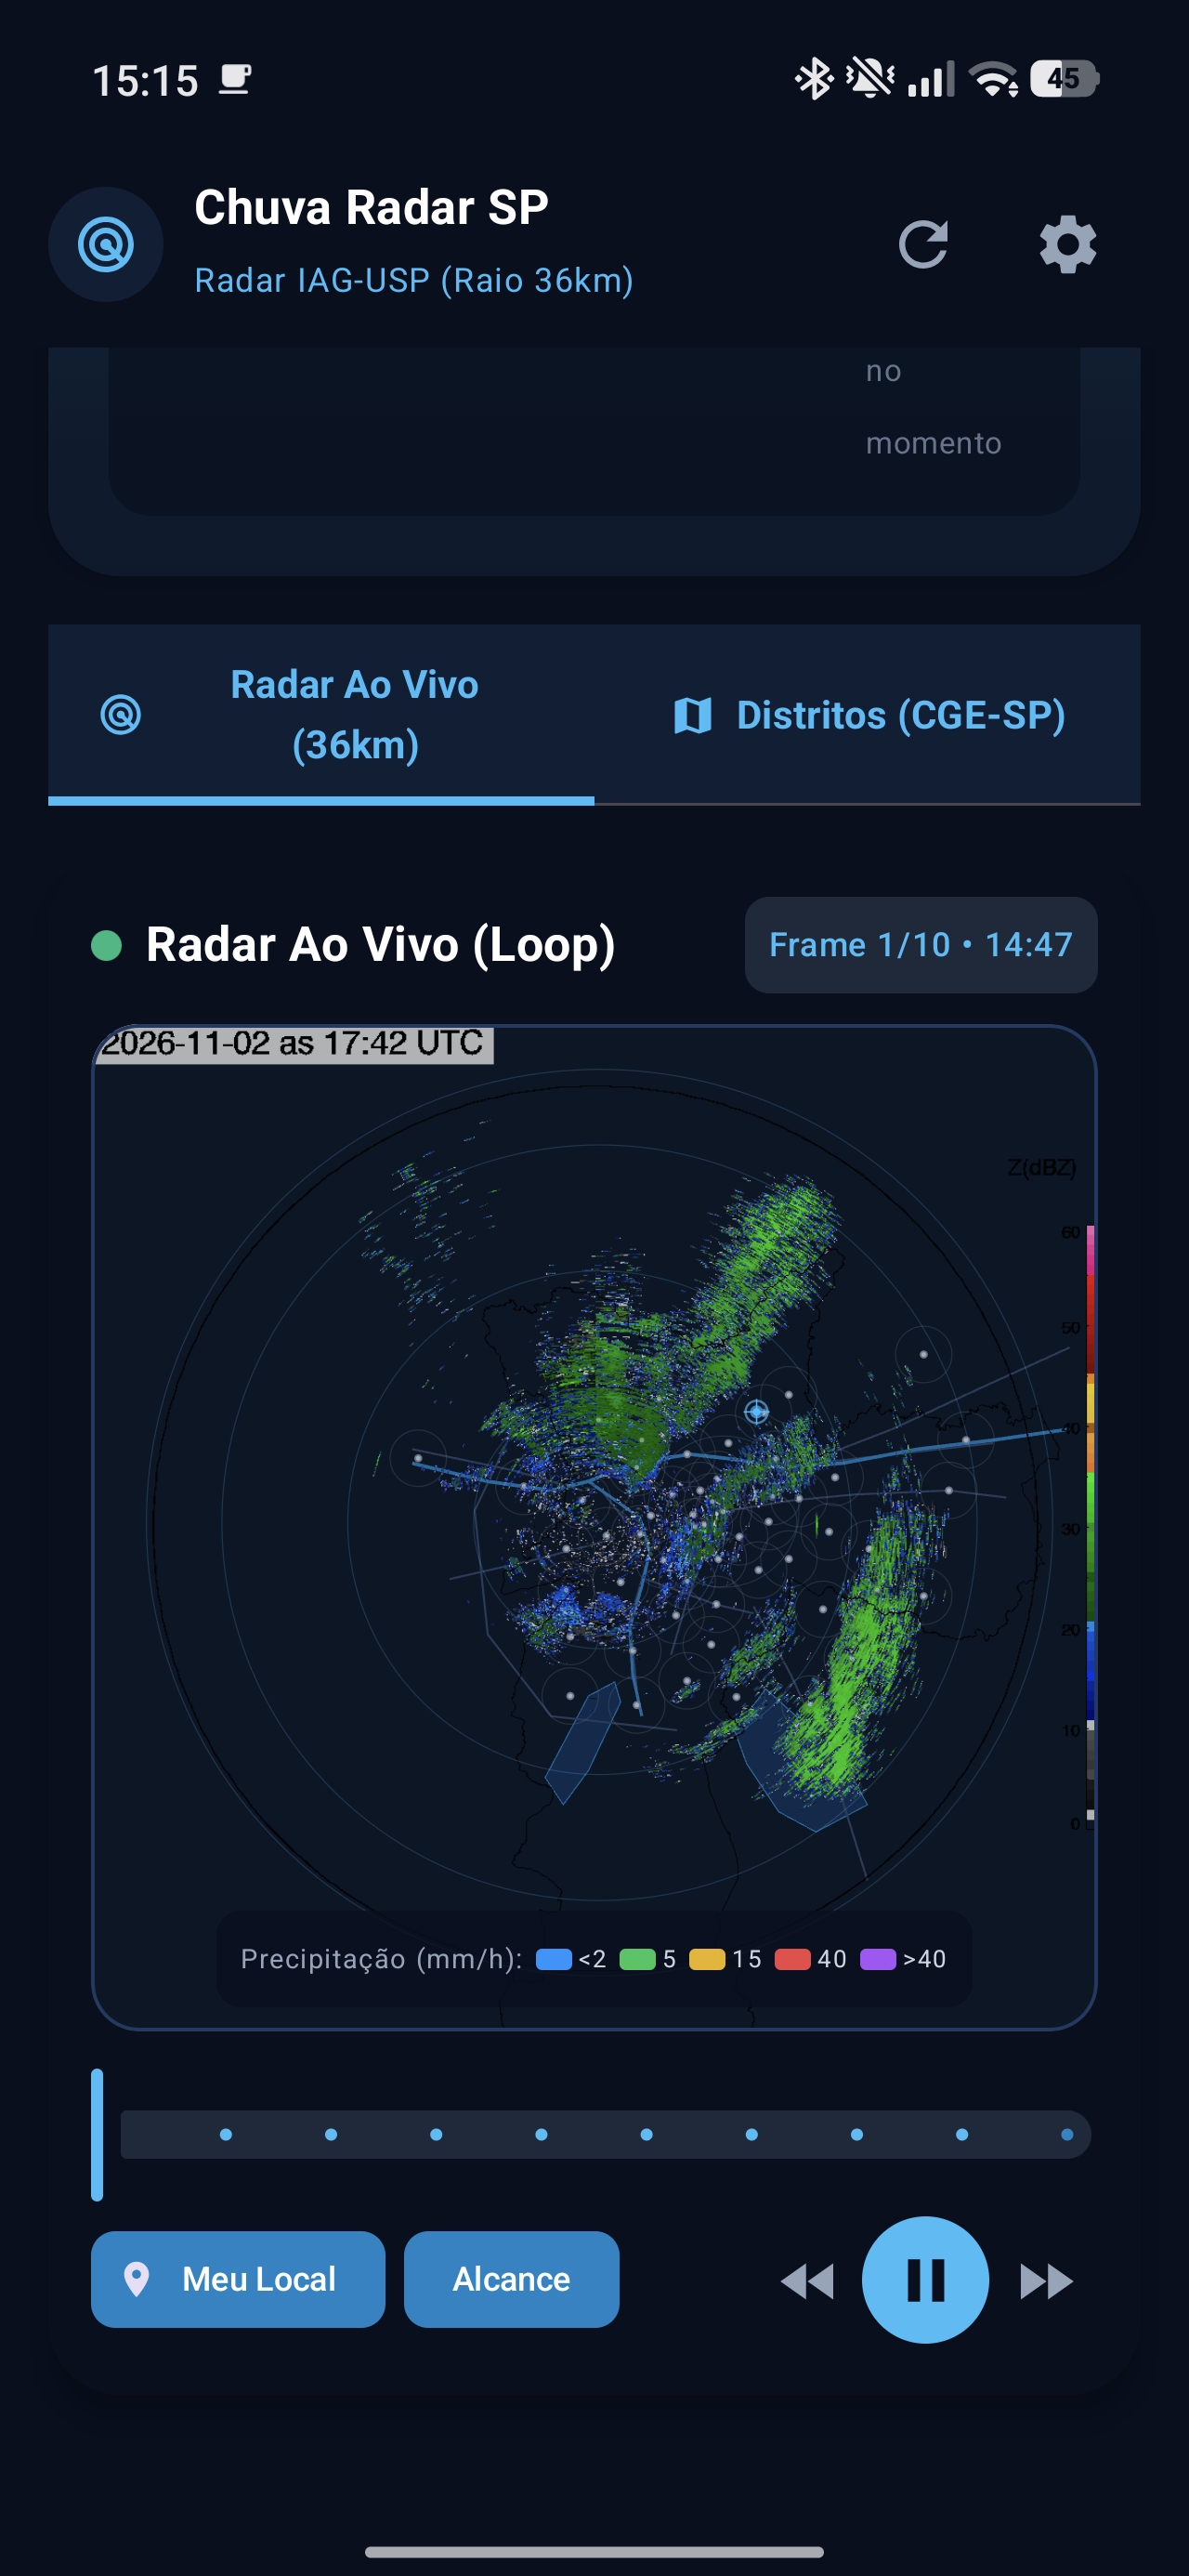 15:15
45
Chuva Radar SP
Radar IAG-USP (Raio 36km)
no
momento
Radar Ao Vivo
(36km)
Distritos (CGE-SP)
Radar Ao Vivo (Loop)
Frame 1/10 • 14:47
2026-11-02 as 17:42 UTC
Z(dBZ)
60
50
40
30
20
10
0
Precipitação (mm/h): <2 5 15 40 >40
Meu Local
Alcance